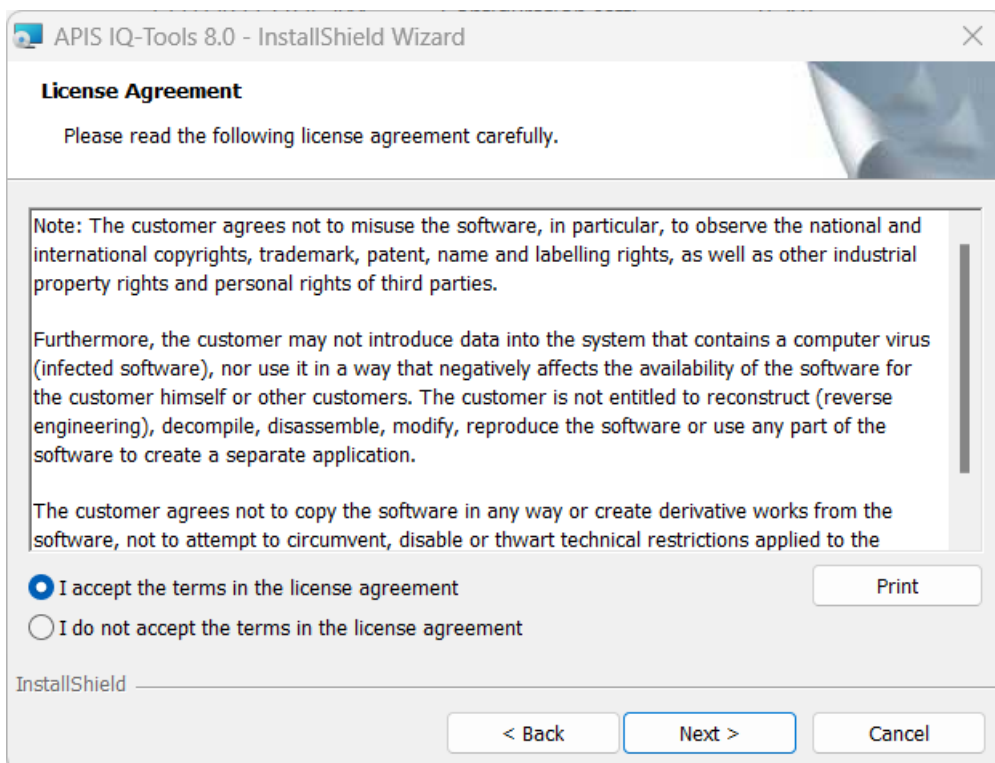 APIS IQ-Tools 8.0 - InstallShield Wizard
License Agreement
Please read the following license agreement carefully.
Note: The customer agrees not to misuse the software, in particular, to observe the national and
international copyrights, trademark, patent, name and labelling rights, as well as other industrial
property rights and personal rights of third parties.
Furthermore, the customer may not introduce data into the system that contains a computer virus
(infected software), nor use it in a way that negatively affects the availability of the software for
the customer himself or other customers. The customer is not entitled to reconstruct (reverse
engineering), decompile, disassemble, modify, reproduce the software or use any part of the
software to create a separate application.
The customer agrees not to copy the software in any way or create derivative works from the
software, not to attempt to circumvent, disable or thwart technical restrictions applied to the
I accept the terms in the license agreement
Print
I do not accept the terms in the license agreement
InstallShield
< Back
Next >
Cancel